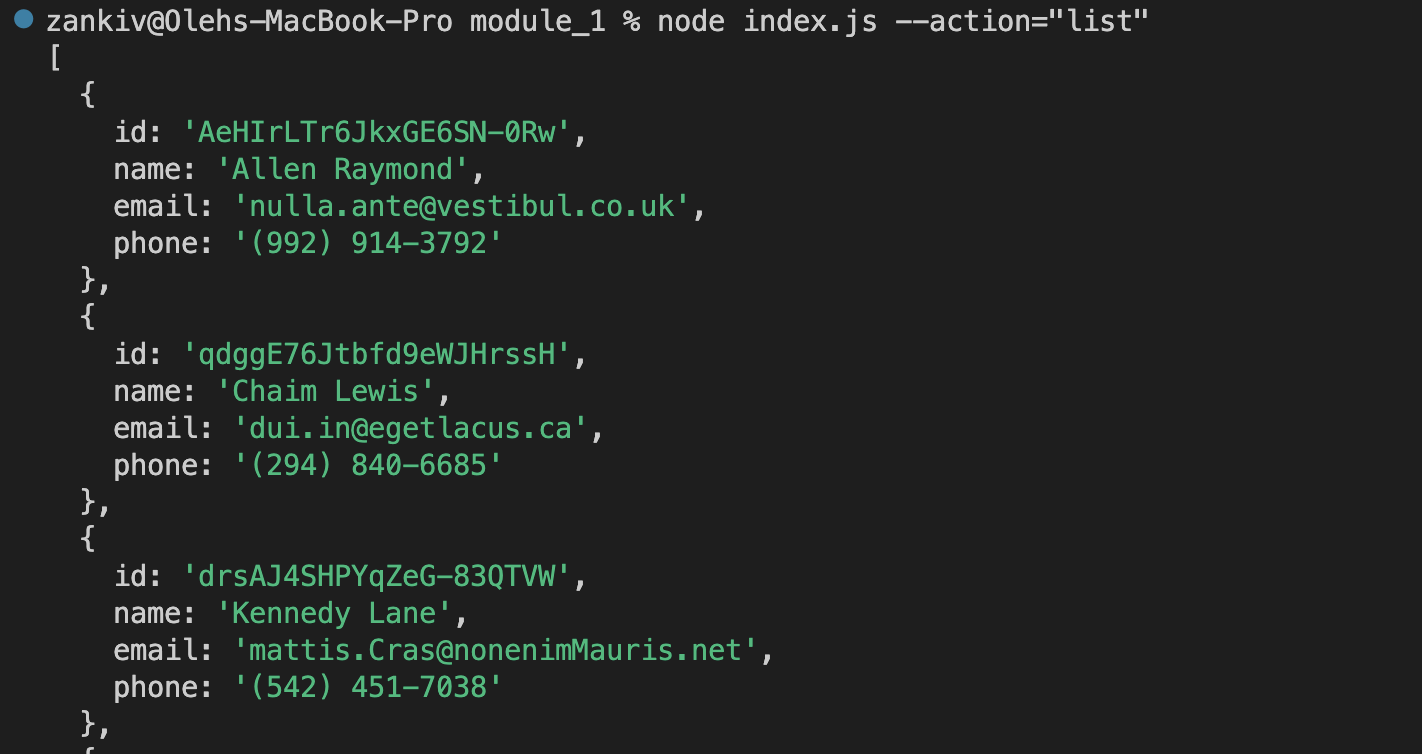 zankiv@Olehs-MacBook-Pro module_1 % node index.js --action="list"
[
{
id: 'AeHIrLTr6JkxGE6SN-0Rw',
name: 'Allen Raymond',
email: 'nulla.ante@vestibul.co.uk',
phone: '(992) 914-3792'
},
{
id: 'qdggE76Jtbfd9eWJHrssH',
name: 'Chaim Lewis',
email: 'dui.in@egetlacus.ca',
phone: '(294) 840-6685'
},
{
id: 'drsAJ4SHPYqZeG-83QTVW',
name: 'Kennedy Lane',
email: 'mattis.Cras@nonenimMauris.net',
phone: '(542) 451-7038'
},
{